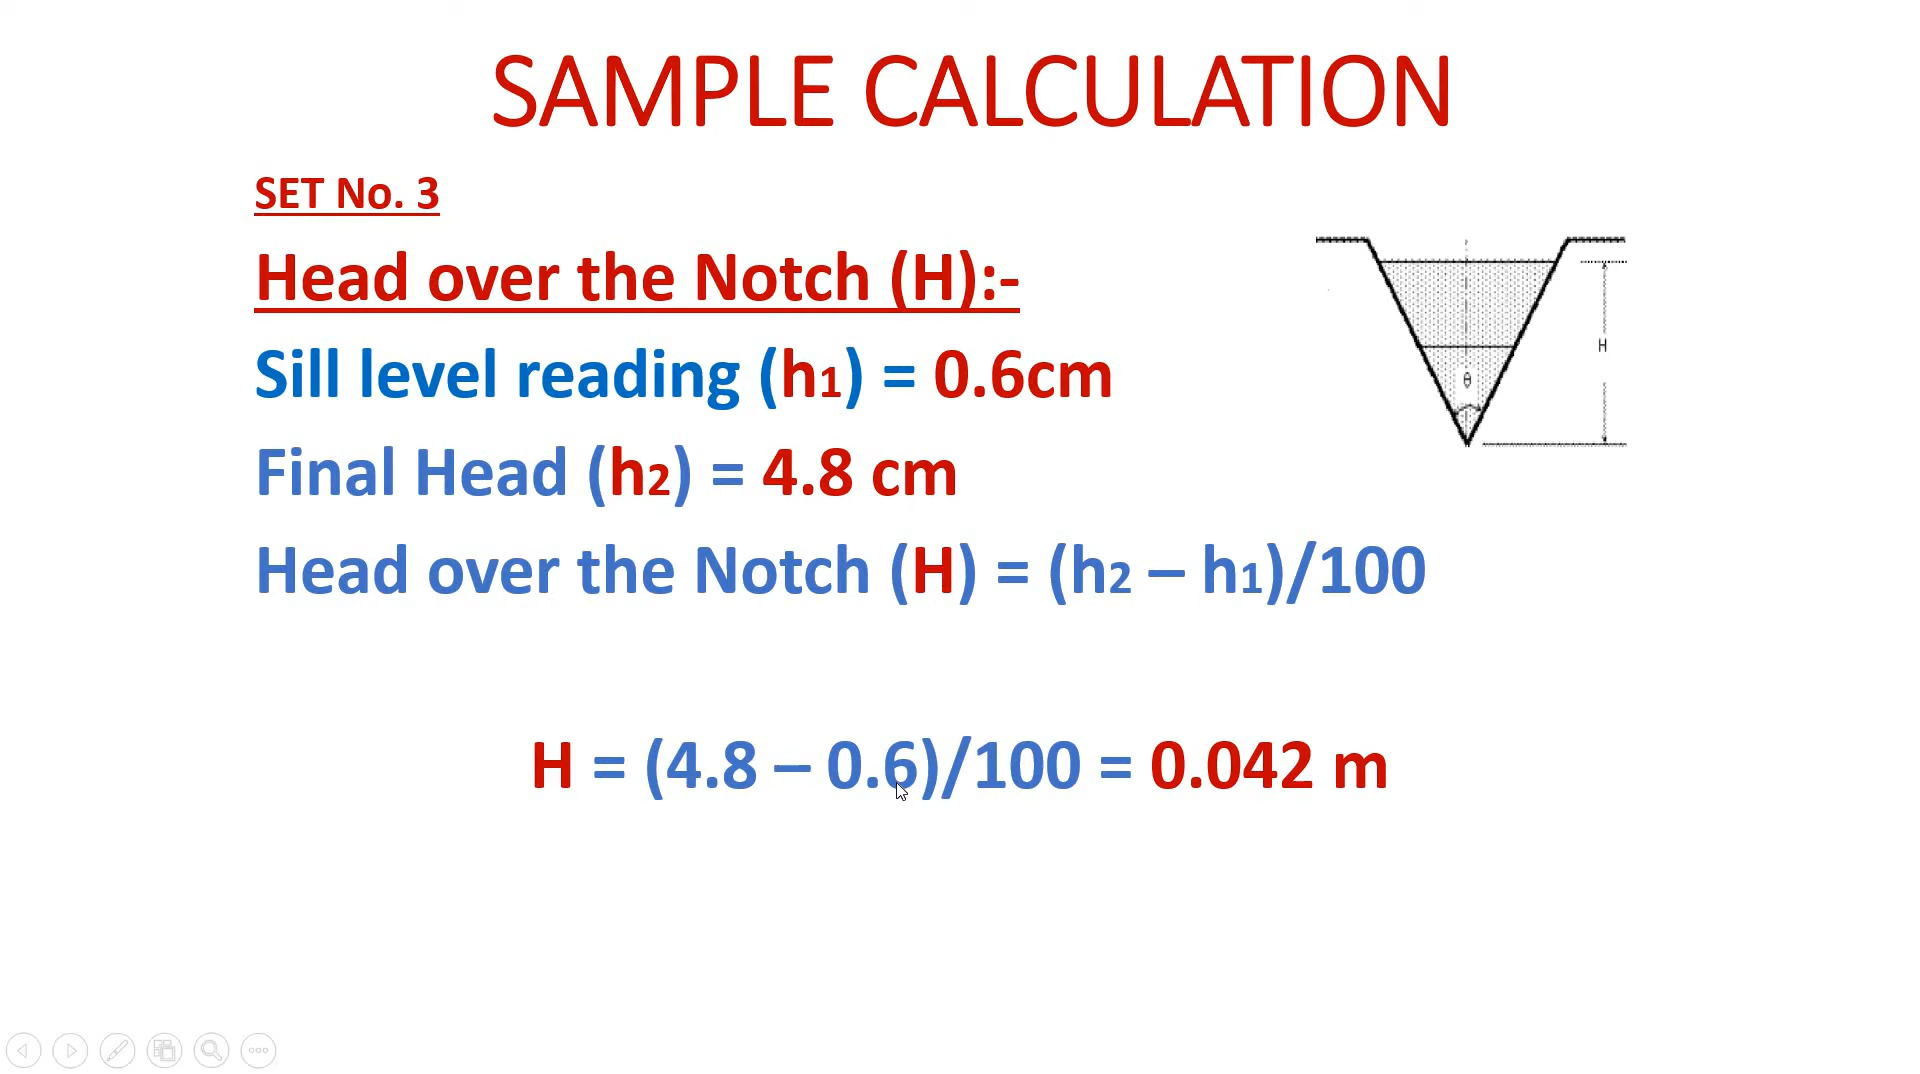 SAMPLE CALCULATION
SET No. 3
Head over the Notch (H):-
Sill level reading (h1) = 0.6cm
Final Head (h2) = 4.8 cm
Head over the Notch (H) = (h2 – h1)/100
H = (4.8 – 0.6)/100 = 0.042 m
H
θ